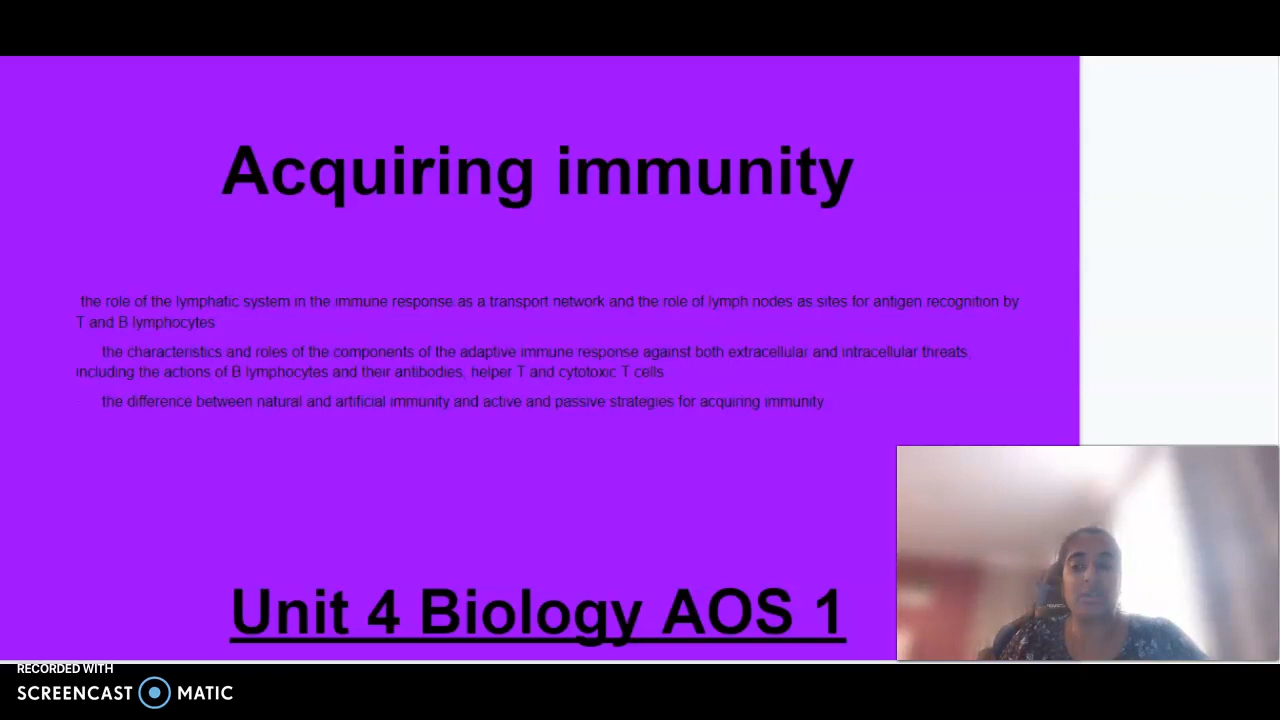 Acquiring immunity
the role of the lymphatic system in the immune response as a transport network and the role of lymph nodes as sites for antigen recognition by
T and B lymphocytes
the characteristics and roles of the components of the adaptive immune response against both extracellular and intracellular threats,
including the actions of B lymphocytes and their antibodies, helper T and cytotoxic T cells
the difference between natural and artificial immunity and active and passive strategies for acquiring immunity
Unit 4 Biology AOS 1
RECORDED WITH
SCREENCAST MATIC